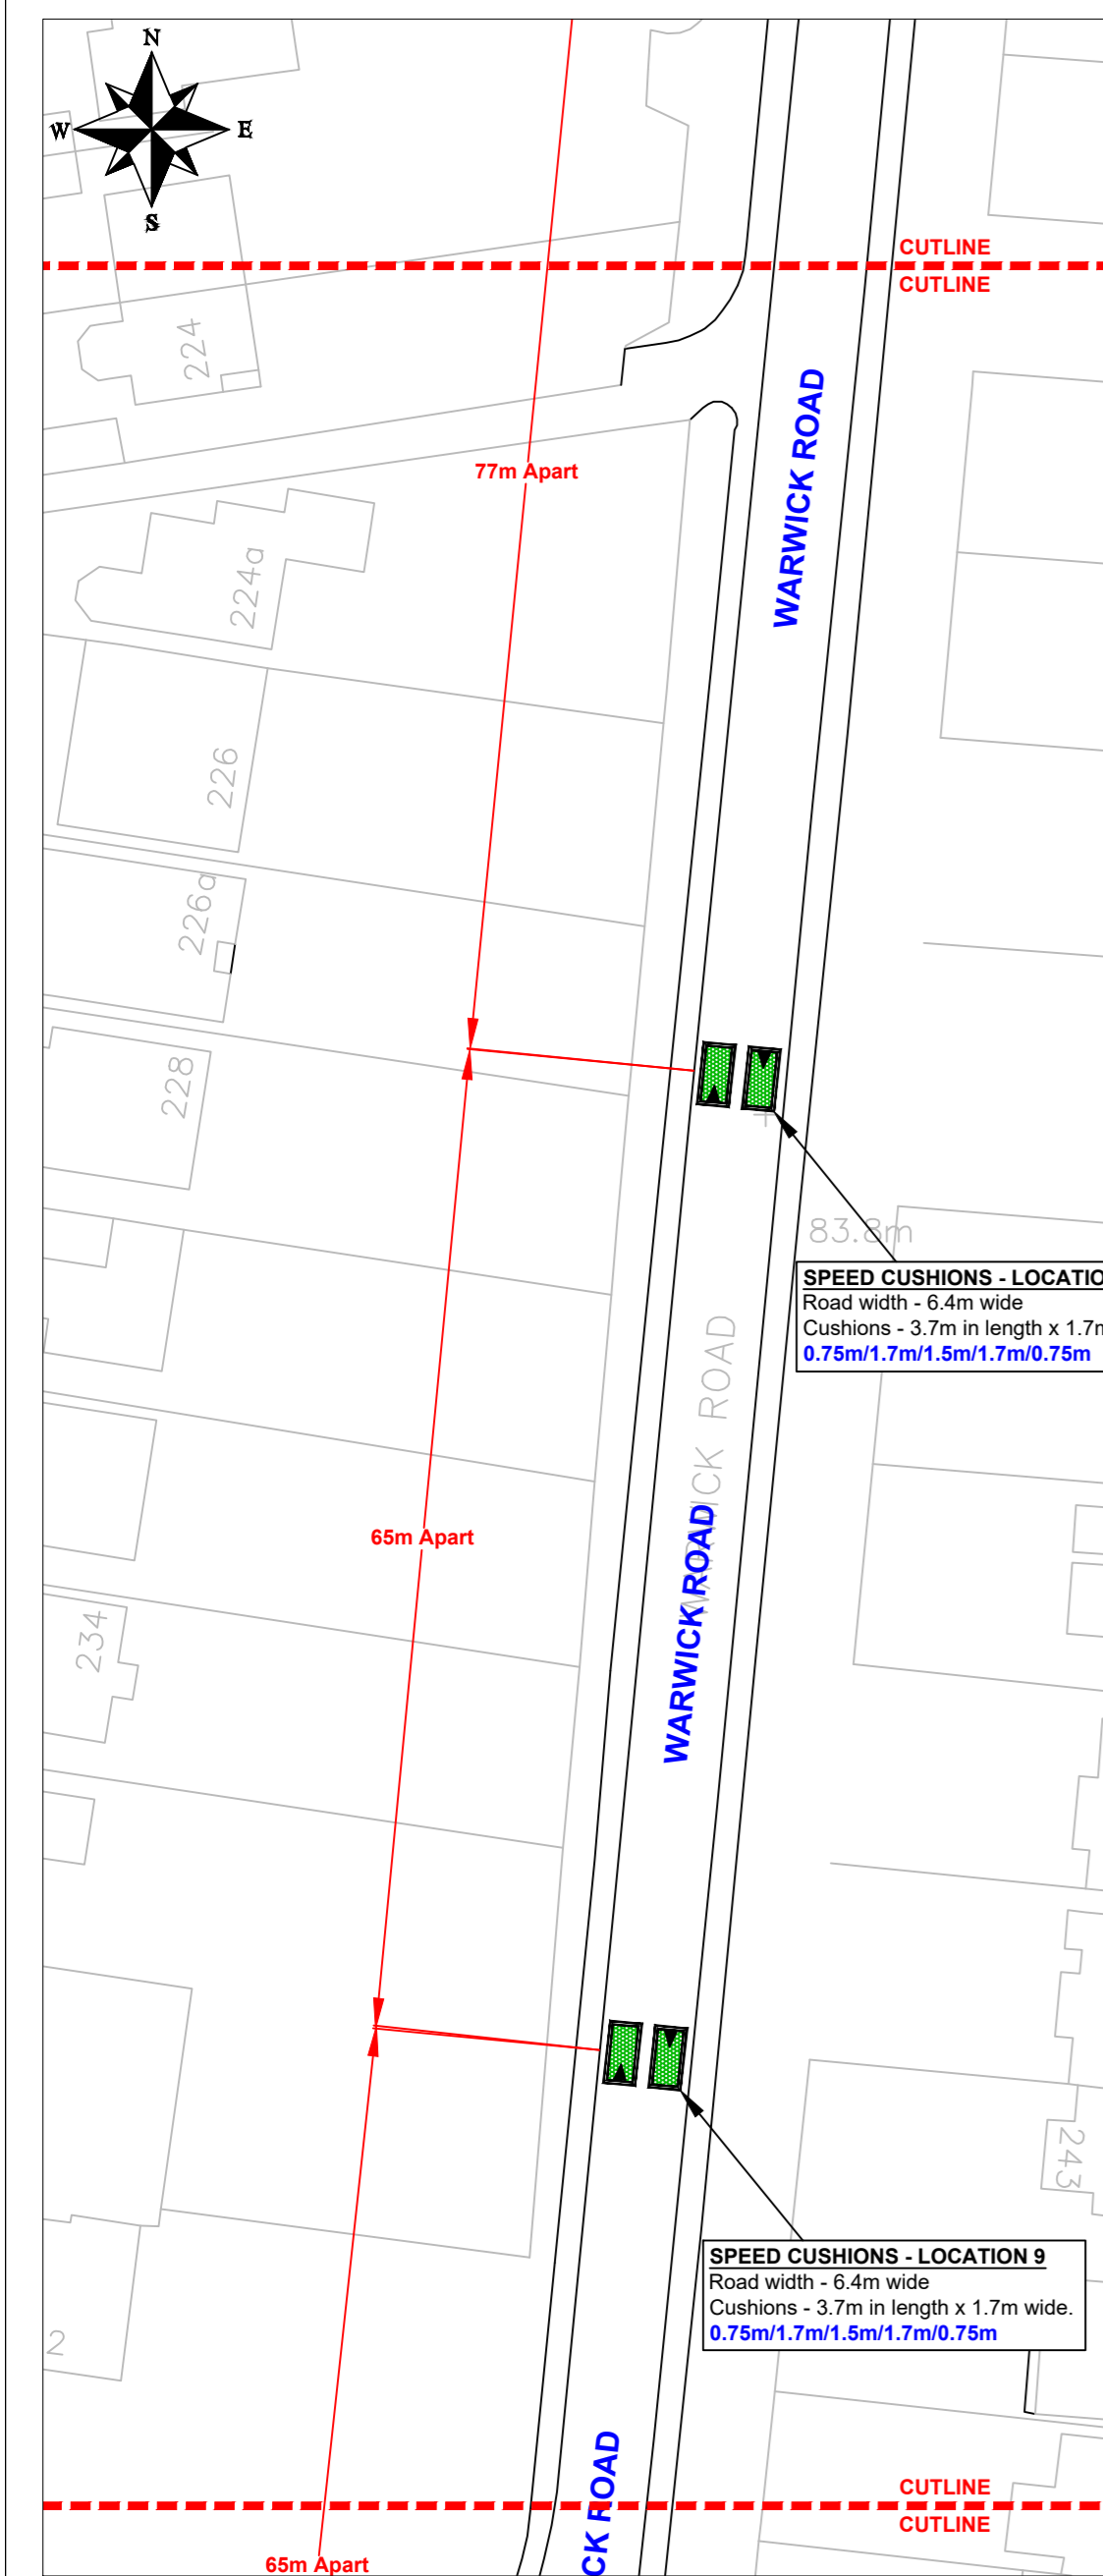 N
W
E
S
CUTLINE
CUTLINE
224
WARWICK ROAD
77m Apart
224a
226
226a
228
83.8m
SPEED CUSHIONS - LOCATIO
Road width - 6.4m wide
Cushions - 3.7m in length x 1.7m
0.75m/1.7m/1.5m/1.7m/0.75m
WARWICK ROAD
65m Apart
WARWICK ROAD
234
243
SPEED CUSHIONS - LOCATION 9
Road width - 6.4m wide
Cushions - 3.7m in length x 1.7m wide.
0.75m/1.7m/1.5m/1.7m/0.75m
2
CK ROAD
CUTLINE
CUTLINE
65m Apart